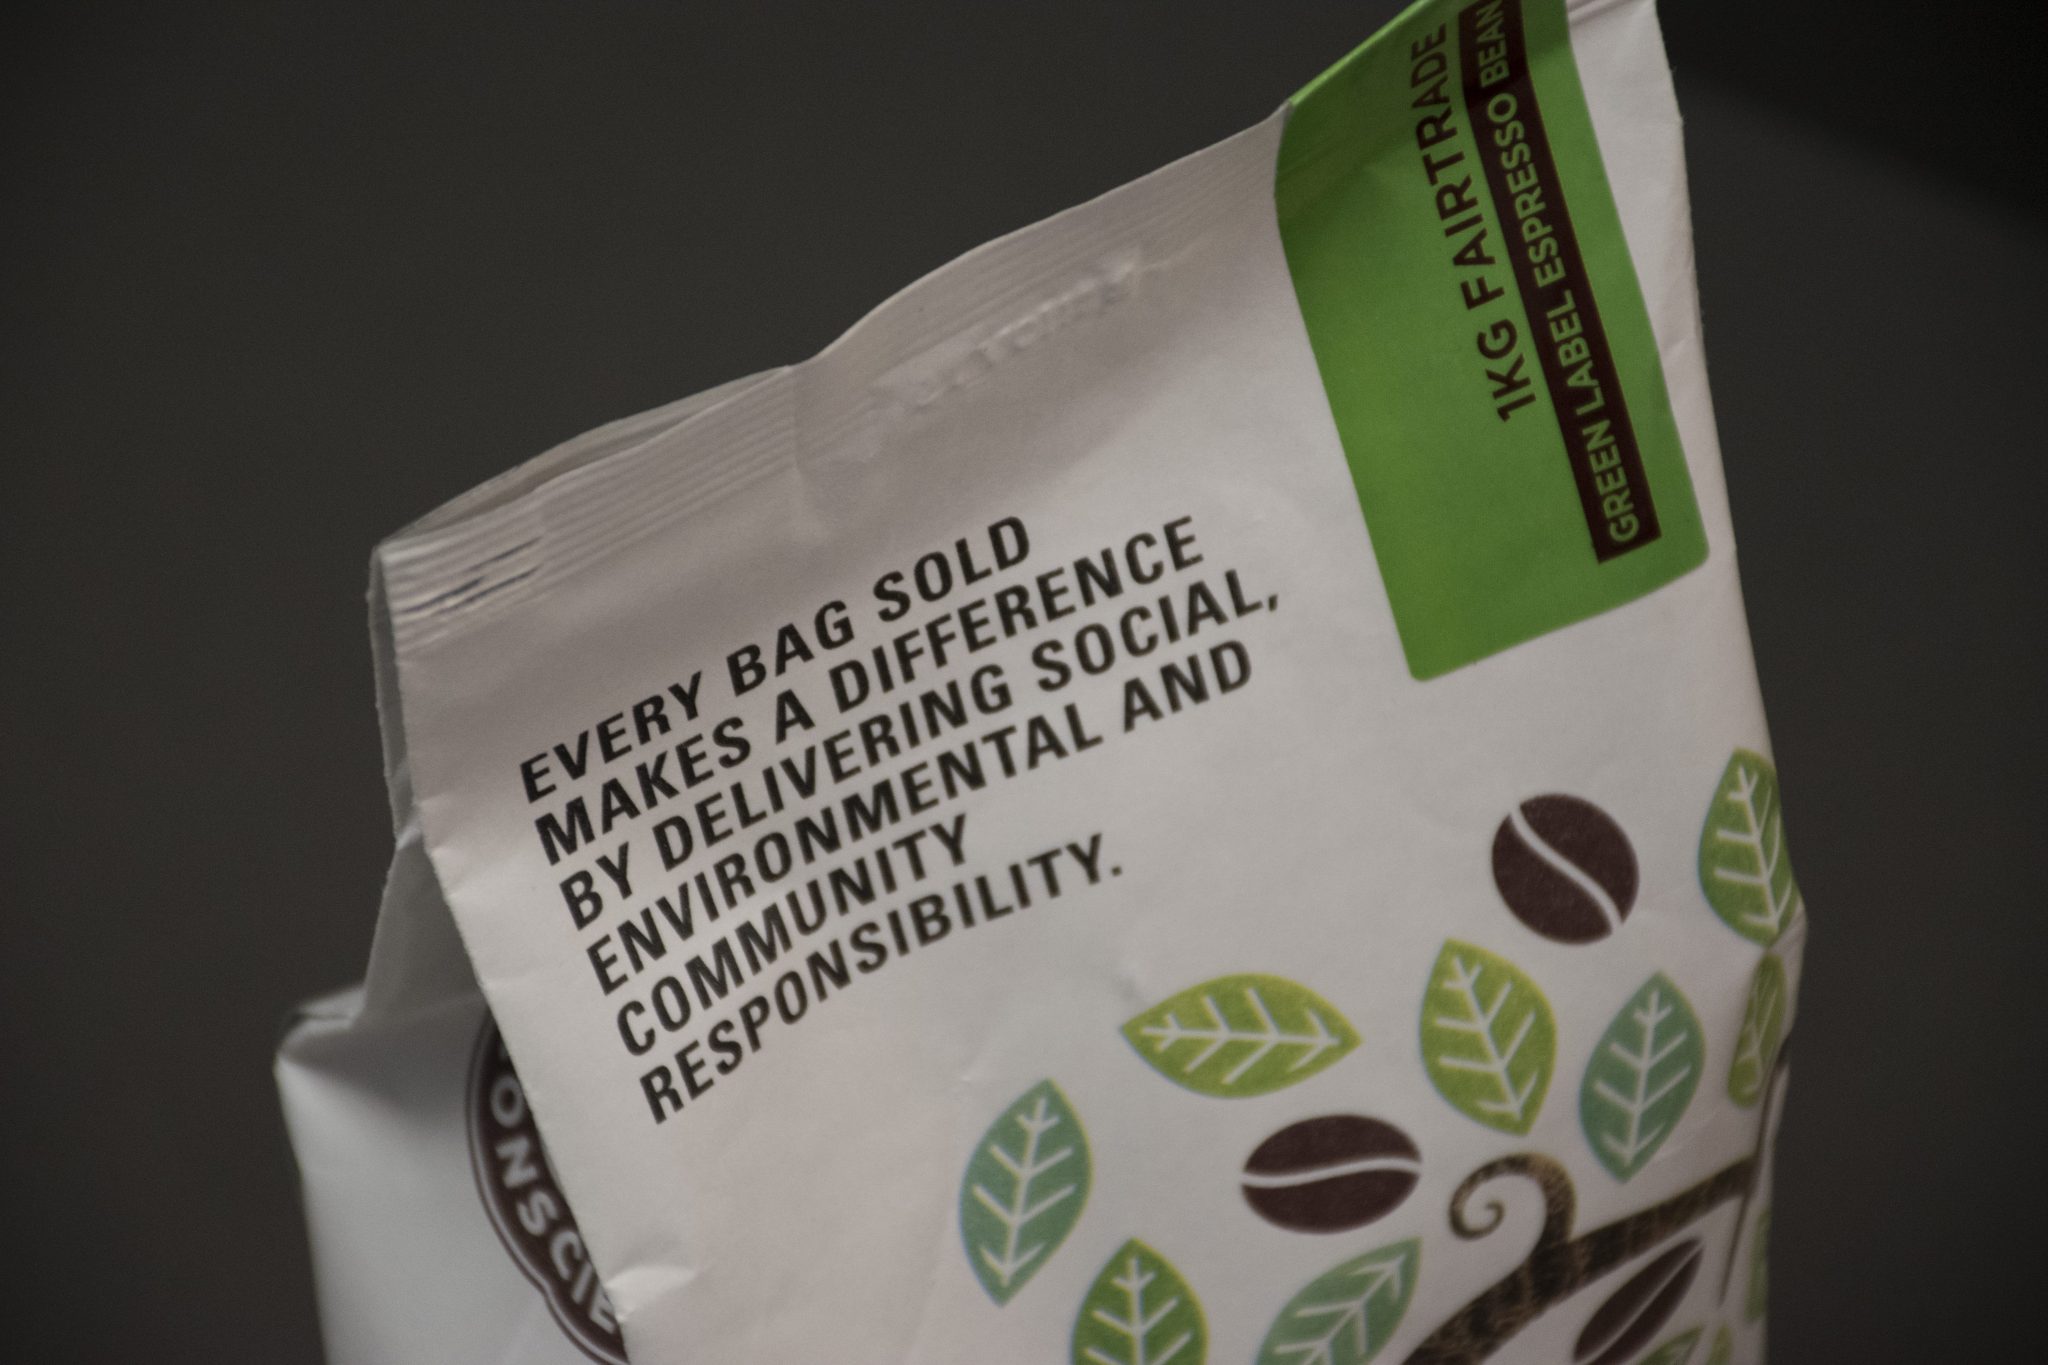 EVERY BAG SOLD
MAKES A DIFFERENCE
BY DELIVERING SOCIAL,
ENVIRONMENTAL AND
COMMUNITY
RESPONSIBILITY.
1KG FAIRTRADE
GREEN LABEL ESPRESSO BEAN